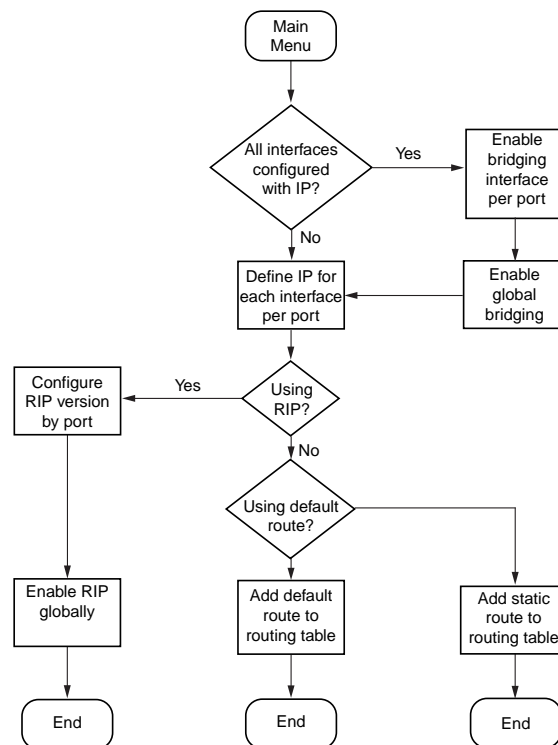 Main
Menu
All interfaces
configured
with IP?
Yes
Enable
bridging
interface
per port
No
Define IP for
each interface
per port
Enable
global
bridging
Configure
RIP version
by port
Yes
Using
RIP?
No
Using default
route?
Enable RIP
globally
Add default
route to
routing table
Add static
route to
routing table
End
End
End